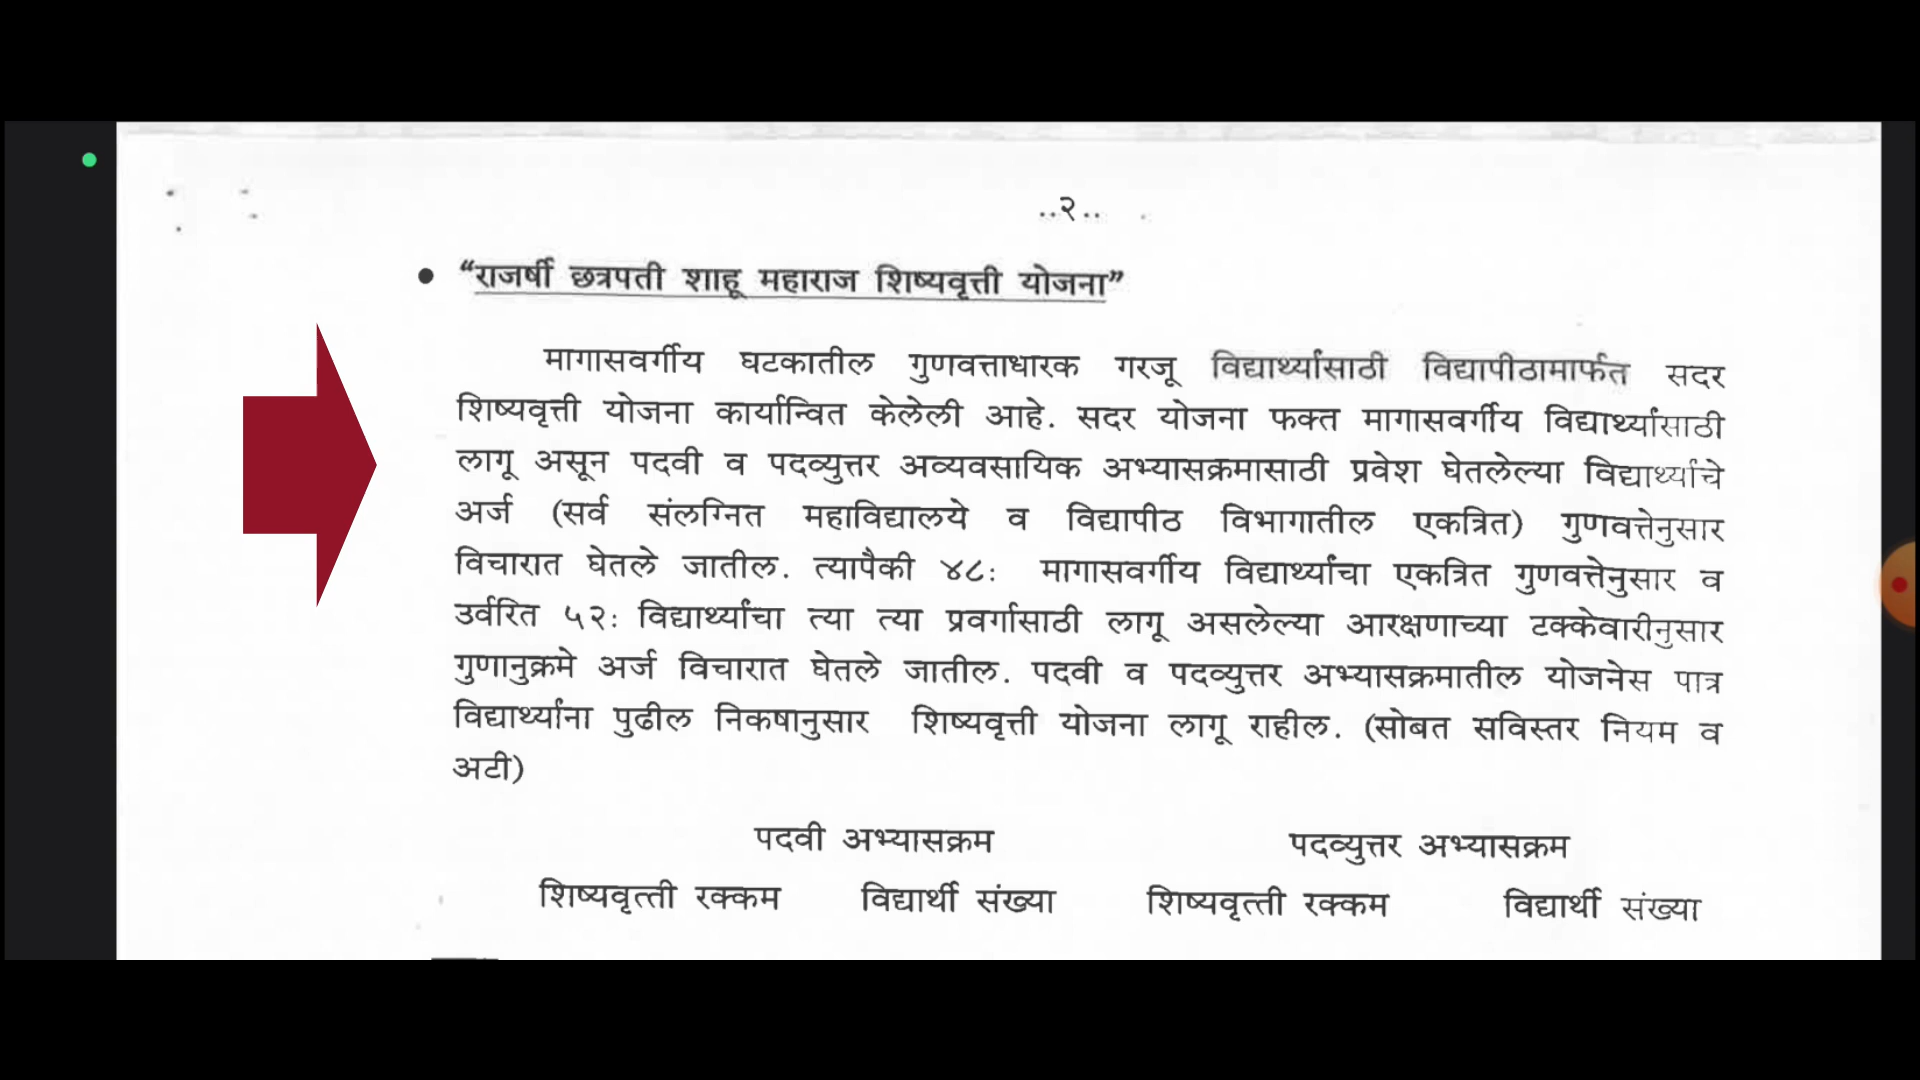 ..२..
• “राजर्षी छत्रपती शाहू महाराज शिष्यवृत्ती योजना”
मागासवर्गीय घटकातील गुणवत्ताधारक गरजू विद्यार्थ्यांसाठी विद्यापीठामार्फत सदर
शिष्यवृत्ती योजना कार्यान्वित केलेली आहे. सदर योजना फक्त मागासवर्गीय विद्यार्थ्यांसाठी
लागू असून पदवी व पदव्युत्तर अव्यवसायिक अभ्यासक्रमासाठी प्रवेश घेतलेल्या विद्यार्थ्यांचे
अर्ज (सर्व संलग्नित महाविद्यालये व विद्यापीठ विभागातील एकत्रित) गुणवत्तेनुसार
विचारात घेतले जातील. त्यापैकी ४८: मागासवर्गीय विद्यार्थ्यांचा एकत्रित गुणवत्तेनुसार व
उर्वरित ५२: विद्यार्थ्यांचा त्या त्या प्रवर्गासाठी लागू असलेल्या आरक्षणाच्या टक्केवारीनुसार
गुणानुक्रमे अर्ज विचारात घेतले जातील. पदवी व पदव्युत्तर अभ्यासक्रमातील योजनेस पात्र
विद्यार्थ्यांना पुढील निकषानुसार शिष्यवृत्ती योजना लागू राहील. (सोबत सविस्तर नियम व
अटी)
पदवी अभ्यासक्रम पदव्युत्तर अभ्यासक्रम
शिष्यवृत्ती रक्कम विद्यार्थी संख्या शिष्यवृत्ती रक्कम विद्यार्थी संख्या